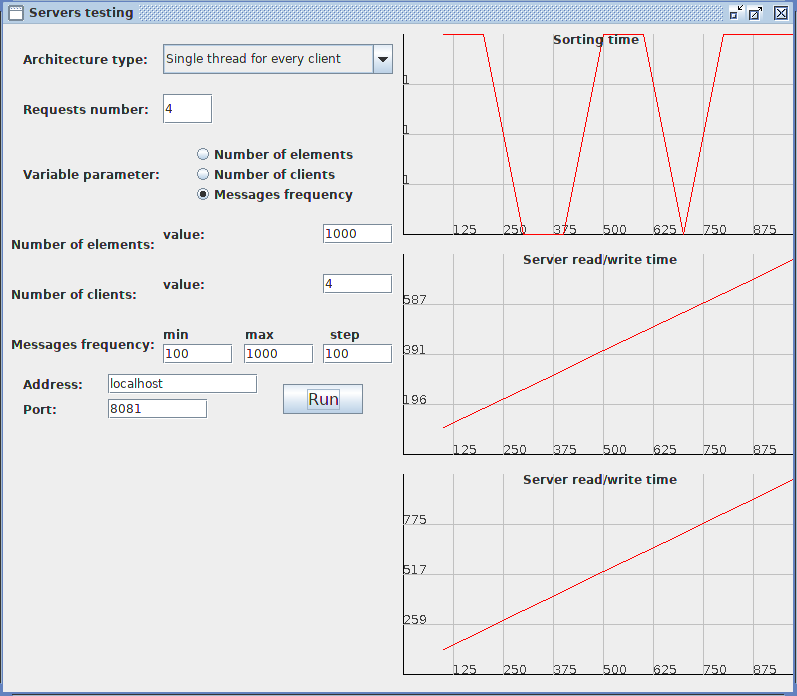 Servers testing
Architecture type: Single thread for every client
Requests number: 4
Variable parameter:
Number of elements
Number of clients
Messages frequency
Number of elements: value: 1000
Number of clients: value: 4
Messages frequency:
min max step
100 1000 100
Address: localhost
Port: 8081
Run
Sorting time
1
1
1
125 250 375 500 625 750 875
Server read/write time
587
391
196
125 250 375 500 625 750 875
Server read/write time
775
517
259
125 250 375 500 625 750 875